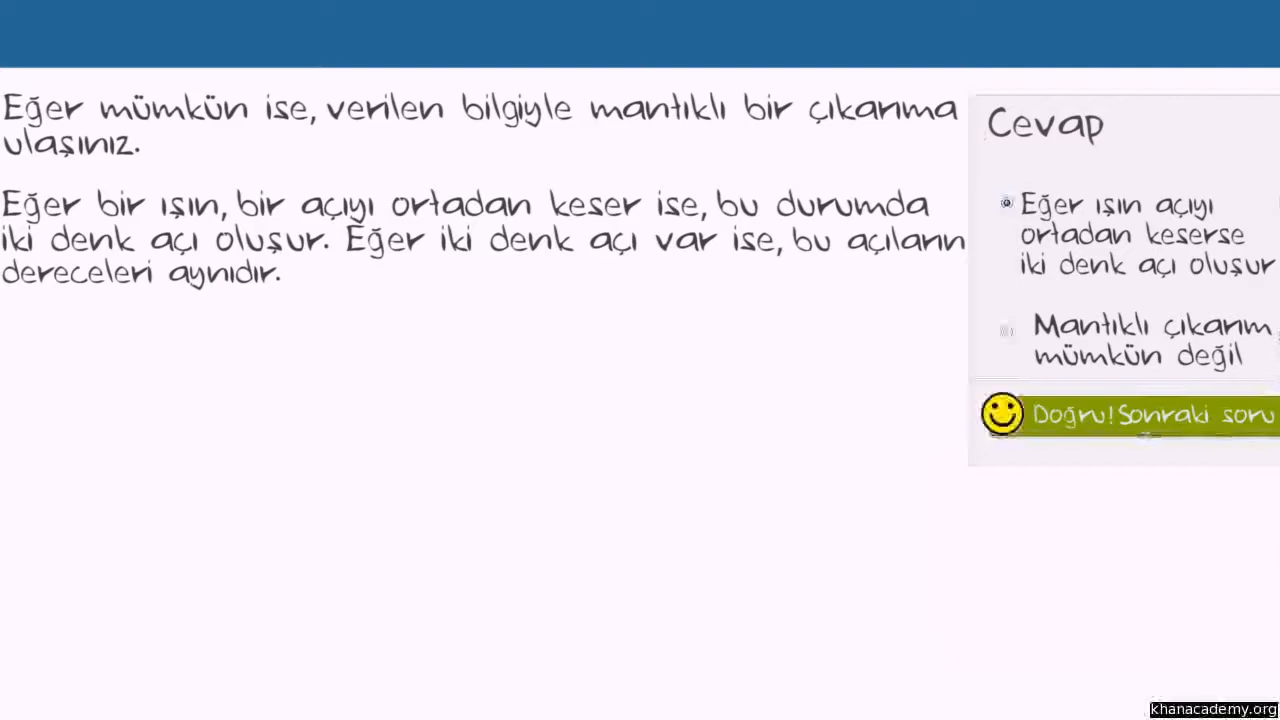 Eğer mümkün ise, verilen bilgiyle mantıklı bir çıkarıma
ulaşınız.
Eğer bir ışın, bir açıyı ortadan keser ise, bu durumda
iki denk açı oluşur. Eğer iki denk açı var ise, bu açıların
dereceleri aynıdır.
Cevap
Eğer ışın açıyı
ortadan keserse
iki denk açı oluşur
Mantıklı çıkarım
mümkün değil
Doğru! Sonraki soru
khanacademy.org